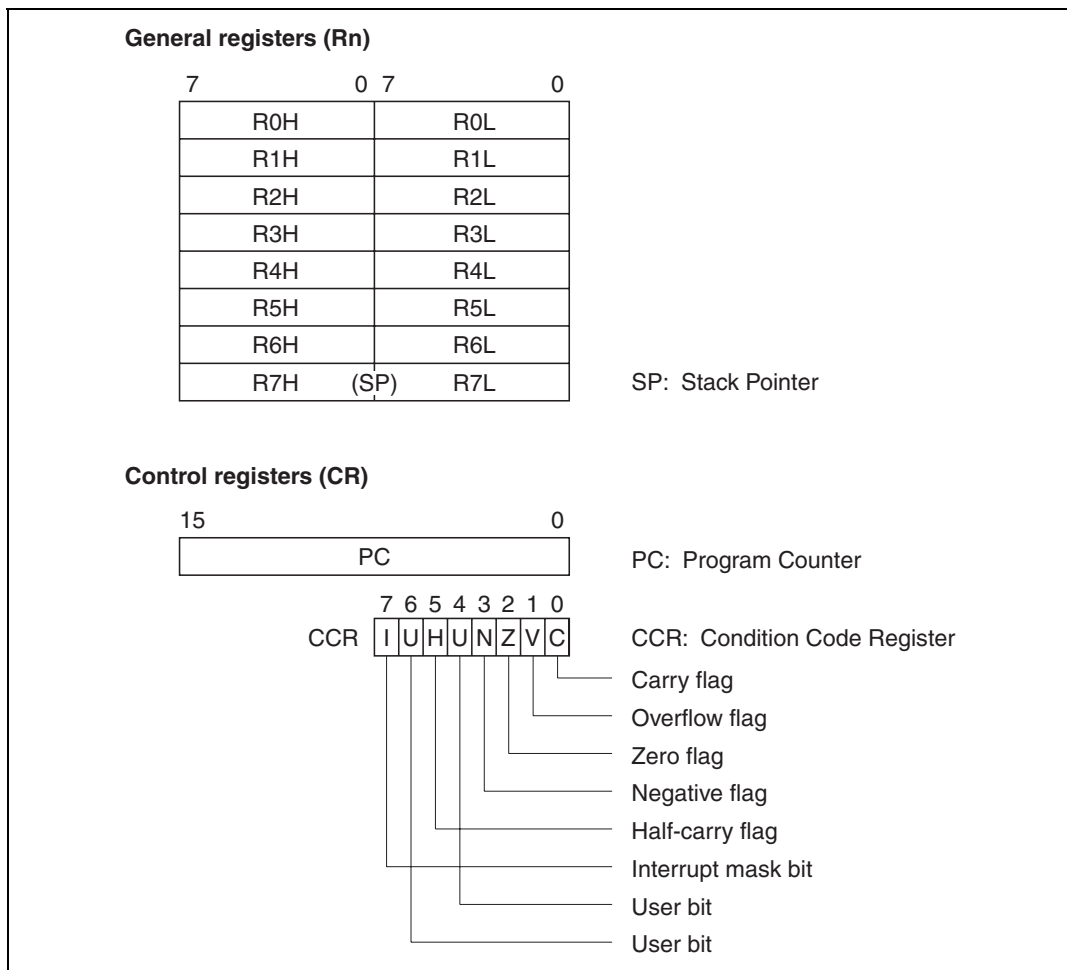 General registers (Rn)
7 0 7 0
R0H R0L
R1H R1L
R2H R2L
R3H R3L
R4H R4L
R5H R5L
R6H R6L
R7H (SP) R7L SP: Stack Pointer
Control registers (CR)
15 0
PC PC: Program Counter
7 6 5 4 3 2 1 0
CCR I U H U N Z V C CCR: Condition Code Register
Carry flag
Overflow flag
Zero flag
Negative flag
Half-carry flag
Interrupt mask bit
User bit
User bit